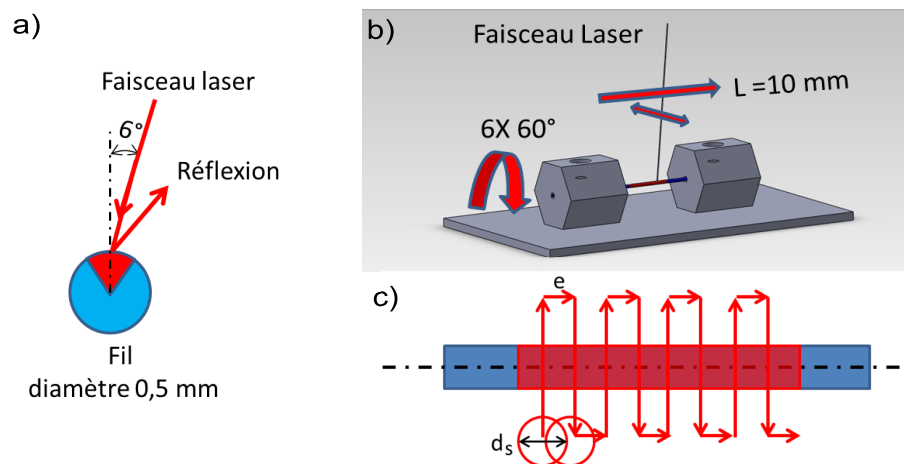 a)
Faisceau laser
6°
Réflexion
Fil
diamètre 0,5 mm
b)
Faisceau Laser
L =10 mm
6X 60°
c)
e
ds